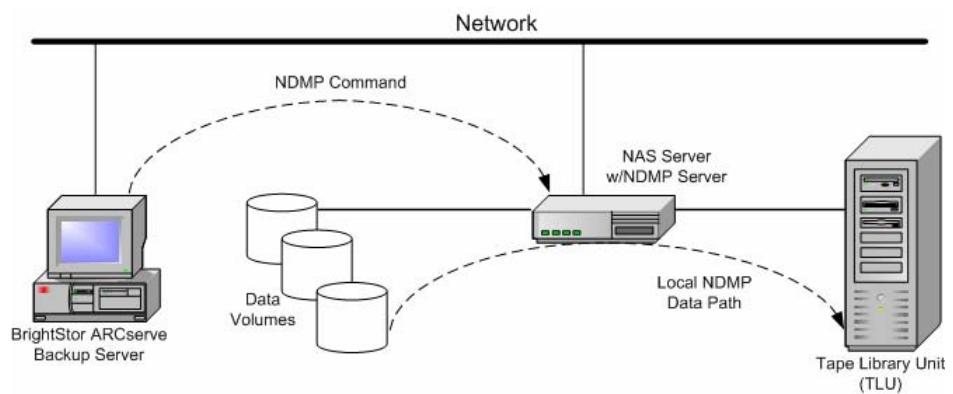 Network
NDMP Command
NAS Server
w/NDMP Server
Data
Volumes
Local NDMP
Data Path
BrightStor ARCserve
Backup Server
Tape Library Unit
(TLU)